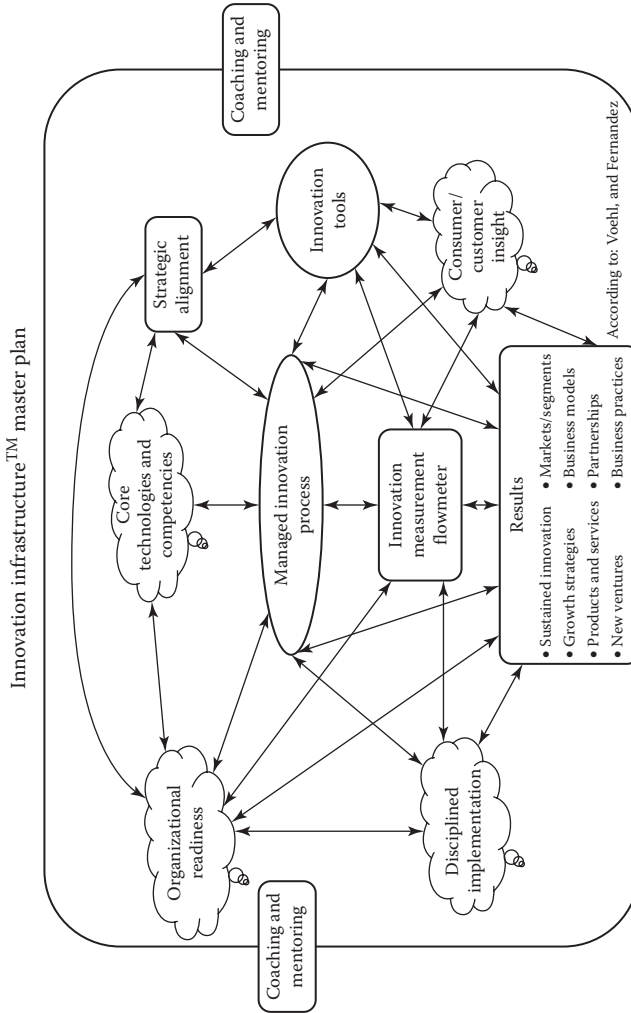 Innovation infrastructure™ master plan
Coaching and
mentoring
Organizational
readiness
Core
technologies and
competencies
Strategic
alignment
Managed innovation
process
Innovation
tools
Coaching and
mentoring
Disciplined
implementation
Innovation
measurement
flowmeter
Consumer/
customer
insight
Results
• Sustained innovation
• Growth strategies
• Products and services
• New ventures
• Markets/segments
• Business models
• Partnerships
• Business practices
According to: Voehl, and Fernandez